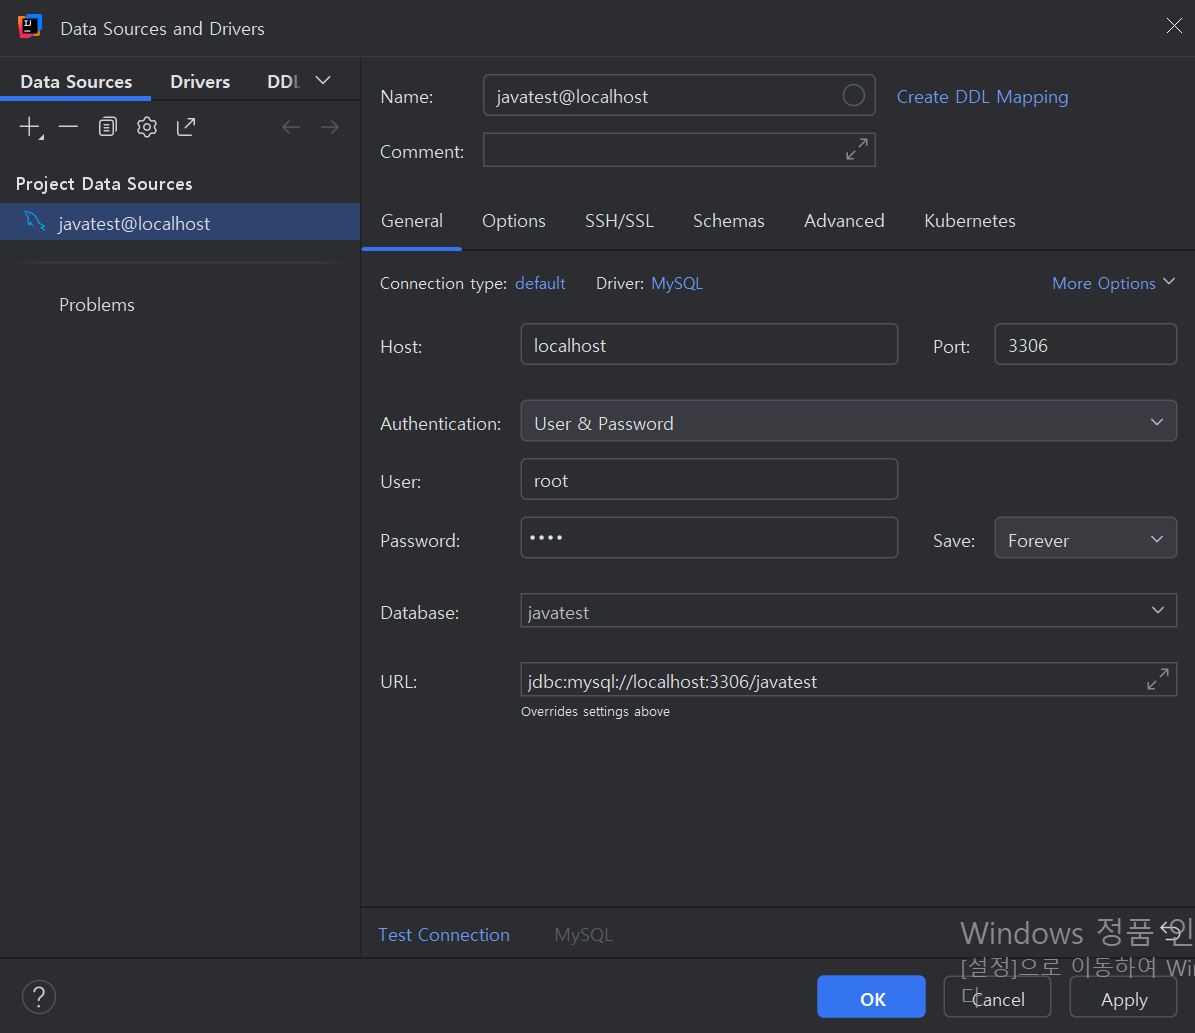 Data Sources and Drivers
Data Sources Drivers DDL
Project Data Sources
javatest@localhost
Problems
Name: javatest@localhost Create DDL Mapping
Comment:
General Options SSH/SSL Schemas Advanced Kubernetes
Connection type: default Driver: MySQL More Options
Host: localhost Port: 3306
Authentication: User & Password
User: root
Password: •••• Save: Forever
Database: javatest
URL: jdbc:mysql://localhost:3306/javatest
Overrides settings above
Test Connection MySQL
Windows 정품 인
[설정]으로 이동하여 Wi
다
? OK Cancel Apply